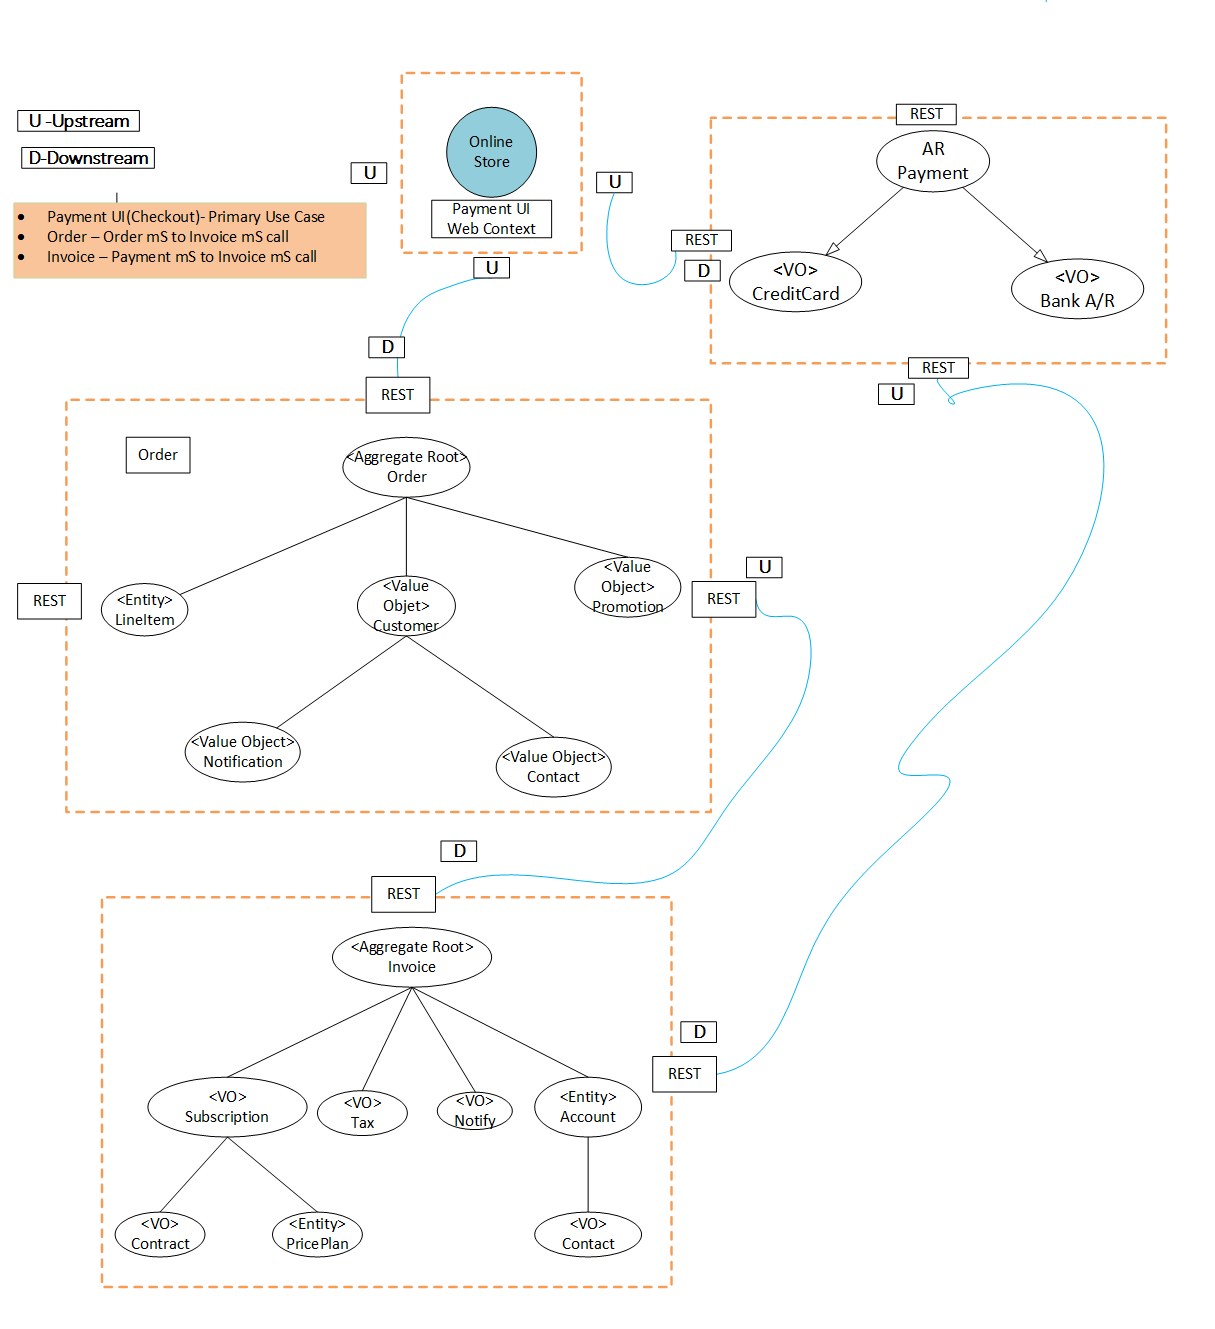 U -Upstream
D-Downstream
• Payment UI(Checkout)- Primary Use Case
• Order – Order mS to Invoice mS call
• Invoice – Payment mS to Invoice mS call
U
Online
Store
Payment UI
Web Context
U
U
REST
D
REST
AR
Payment
<VO>
CreditCard
<VO>
Bank A/R
REST
U
D
REST
Order
<Aggregate Root>
Order
REST
<Entity>
LineItem
<Value
Objet>
Customer
<Value
Object>
Promotion
U
REST
<Value Object>
Notification
<Value Object>
Contact
D
REST
<Aggregate Root>
Invoice
D
REST
<VO>
Subscription
<VO>
Tax
<VO>
Notify
<Entity>
Account
<VO>
Contract
<Entity>
PricePlan
<VO>
Contact